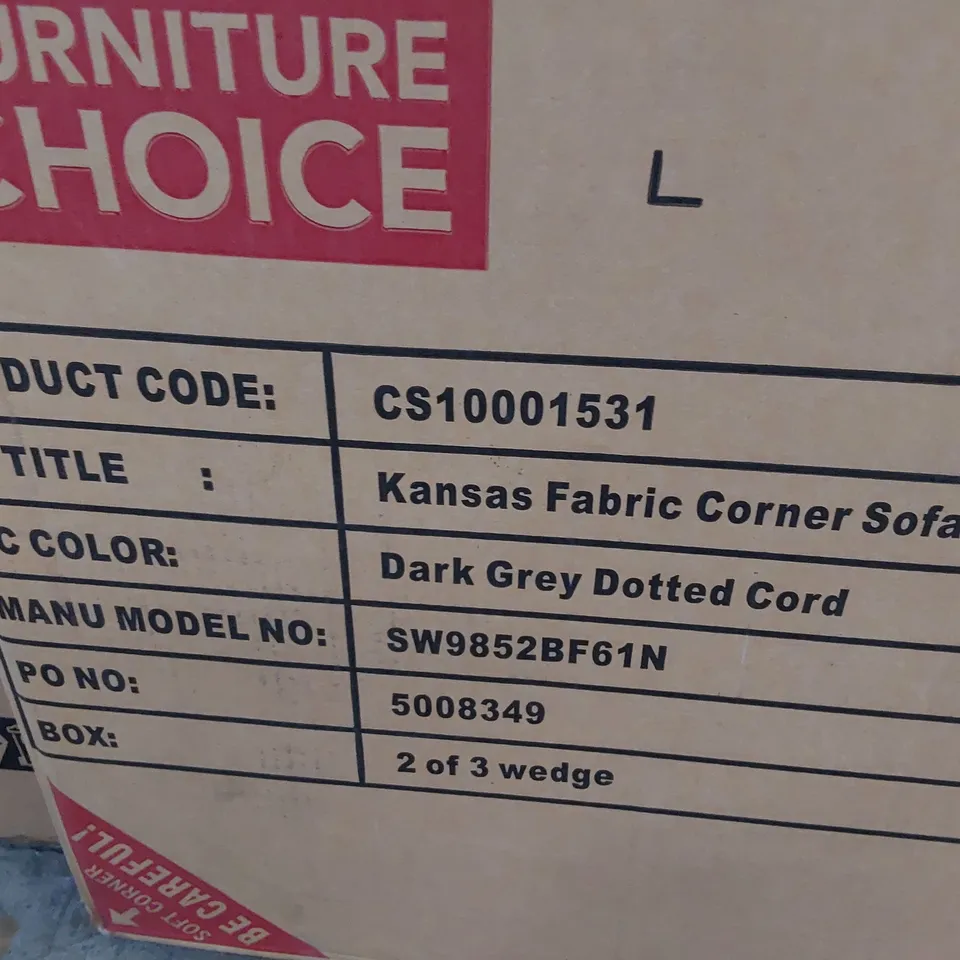 URNITURE
CHOICE
L
DUCT CODE: CS10001531
TITLE : Kansas Fabric Corner Sofa
C COLOR: Dark Grey Dotted Cord
MANU MODEL NO: SW9852BF61N
PO NO: 5008349
BOX: 2 of 3 wedge
BE CAREFUL!
SOFT CORNER